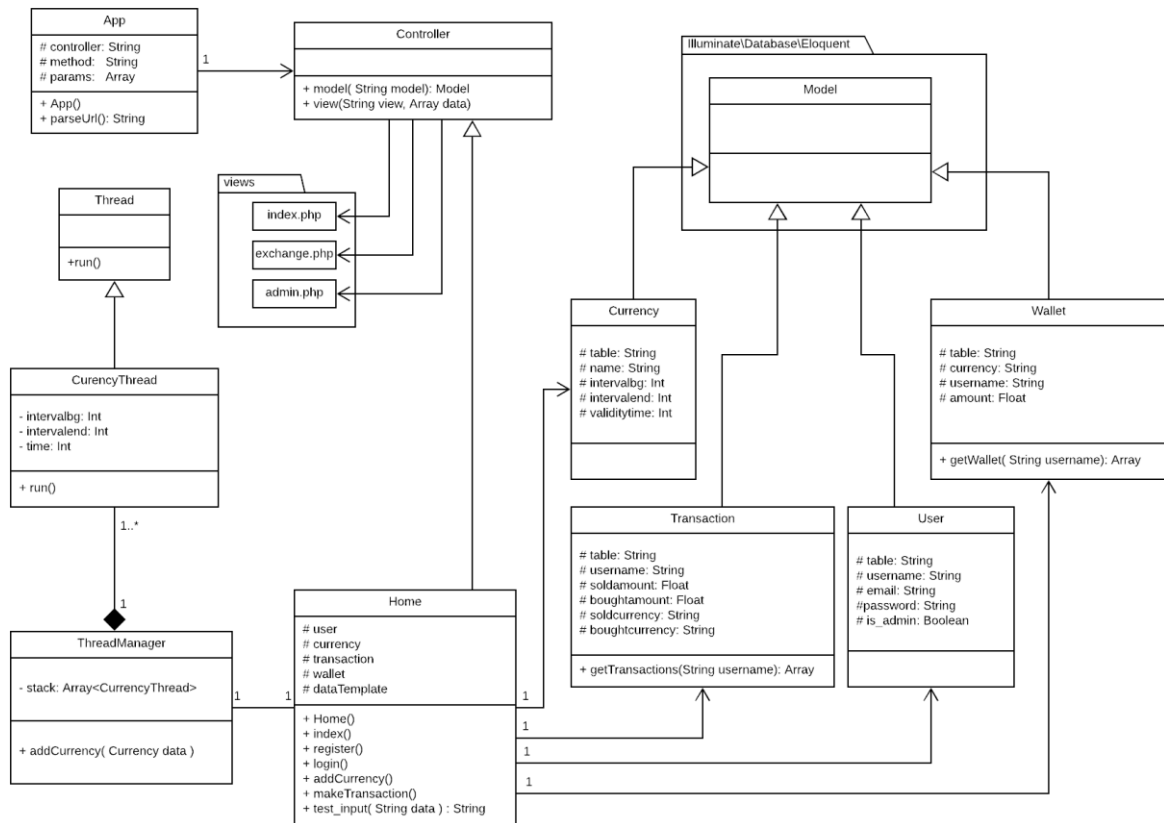 App
# controller: String
# method: String
# params: Array
+ App()
+ parseUrl(): String
1
Controller
+ model( String model): Model
+ view(String view, Array data)
views
index.php
exchange.php
admin.php
Illuminate\Database\Eloquent
Model
Thread
+run()
CurencyThread
- intervalbg: Int
- intervalend: Int
- time: Int
+ run()
1..*
1
ThreadManager
- stack: Array<CurrencyThread>
+ addCurrency( Currency data )
1
1
Home
# user
# currency
# transaction
# wallet
# dataTemplate
+ Home()
+ index()
+ register()
+ login()
+ addCurrency()
+ makeTransaction()
+ test_input( String data ) : String
1
1
1
1
Currency
# table: String
# name: String
# intervalbg: Int
# intervalend: Int
# validitytime: Int
Transaction
# table: String
# username: String
# soldamount: Float
# boughtamount: Float
# soldcurrency: String
# boughtcurrency: String
+ getTransactions(String username): Array
User
# table: String
# username: String
# email: String
#password: String
# is_admin: Boolean
Wallet
# table: String
# currency: String
# username: String
# amount: Float
+ getWallet( String username): Array